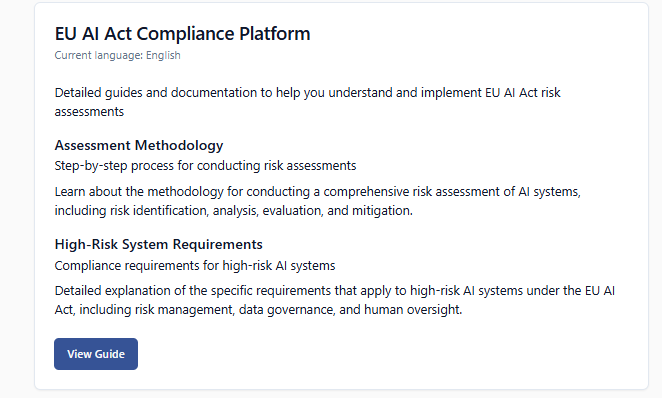 EU AI Act Compliance Platform
Current language: English
Detailed guides and documentation to help you understand and implement EU AI Act risk
assessments
Assessment Methodology
Step-by-step process for conducting risk assessments
Learn about the methodology for conducting a comprehensive risk assessment of AI systems,
including risk identification, analysis, evaluation, and mitigation.
High-Risk System Requirements
Compliance requirements for high-risk AI systems
Detailed explanation of the specific requirements that apply to high-risk AI systems under the EU AI
Act, including risk management, data governance, and human oversight.
View Guide